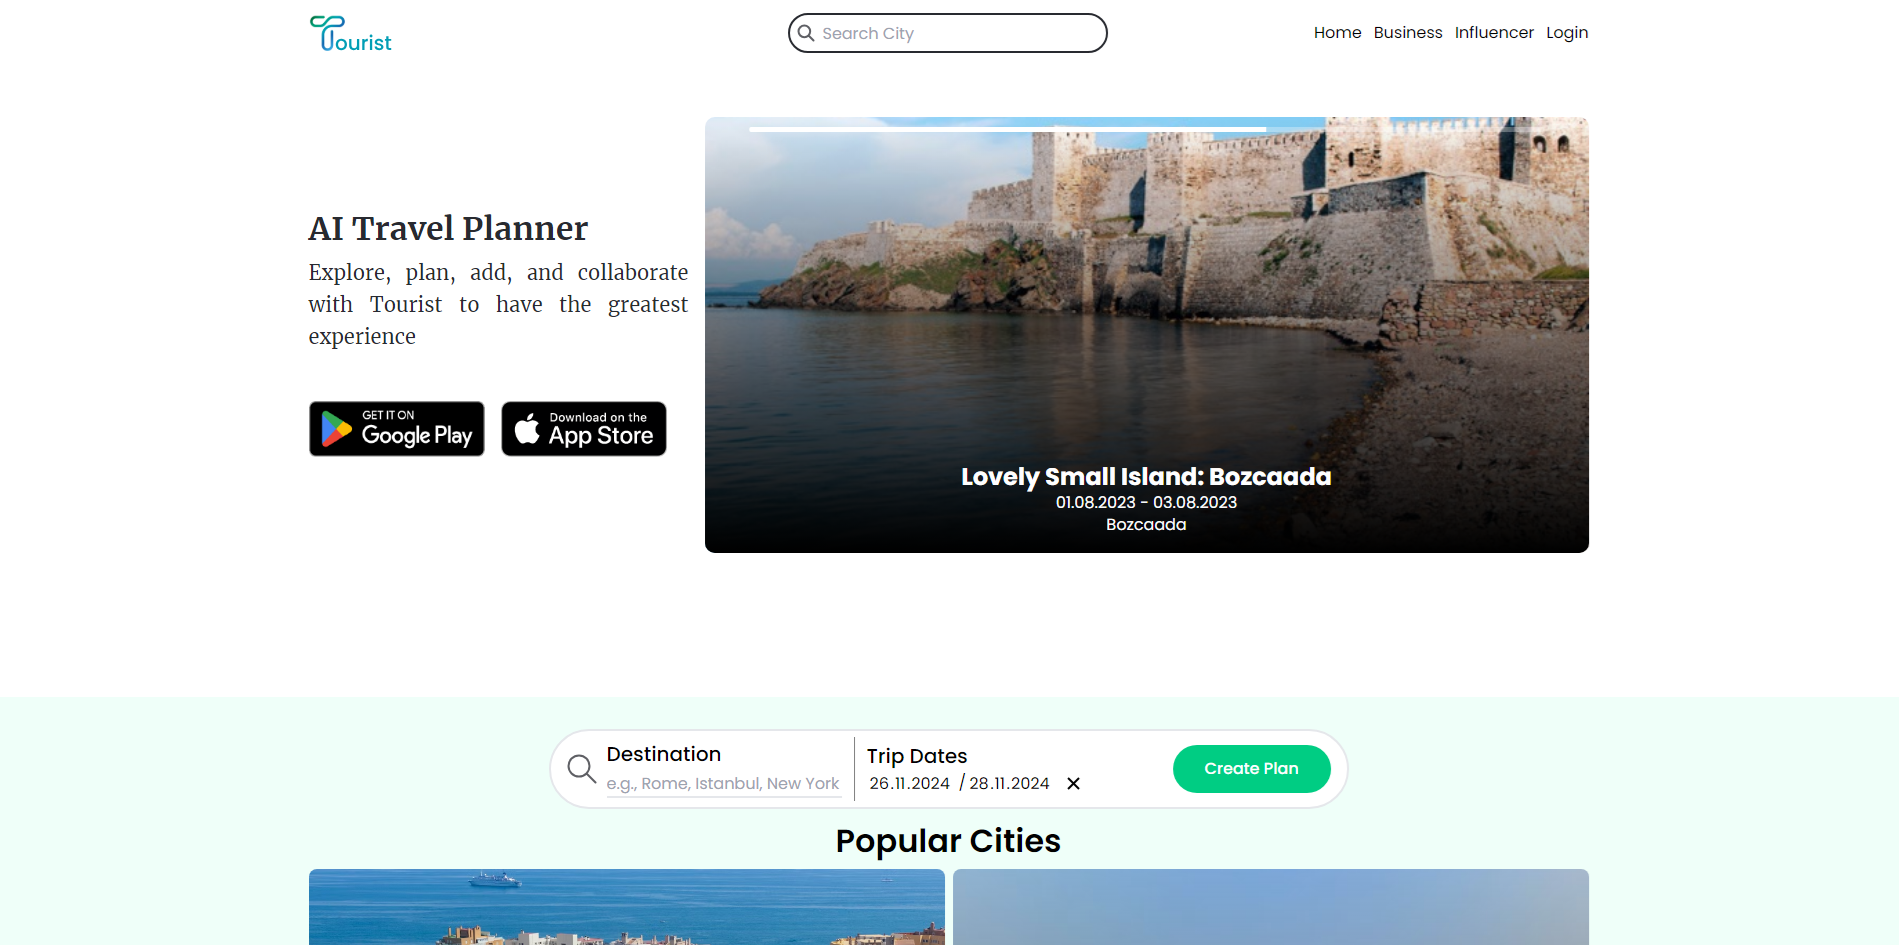 Tourist
Search City
Home Business Influencer Login
AI Travel Planner
Explore, plan, add, and collaborate
with Tourist to have the greatest
experience
GET IT ON
Google Play
Download on the
App Store
Lovely Small Island: Bozcaada
01.08.2023 - 03.08.2023
Bozcaada
Destination
e.g., Rome, Istanbul, New York
Trip Dates
26.11.2024 / 28.11.2024
Create Plan
Popular Cities